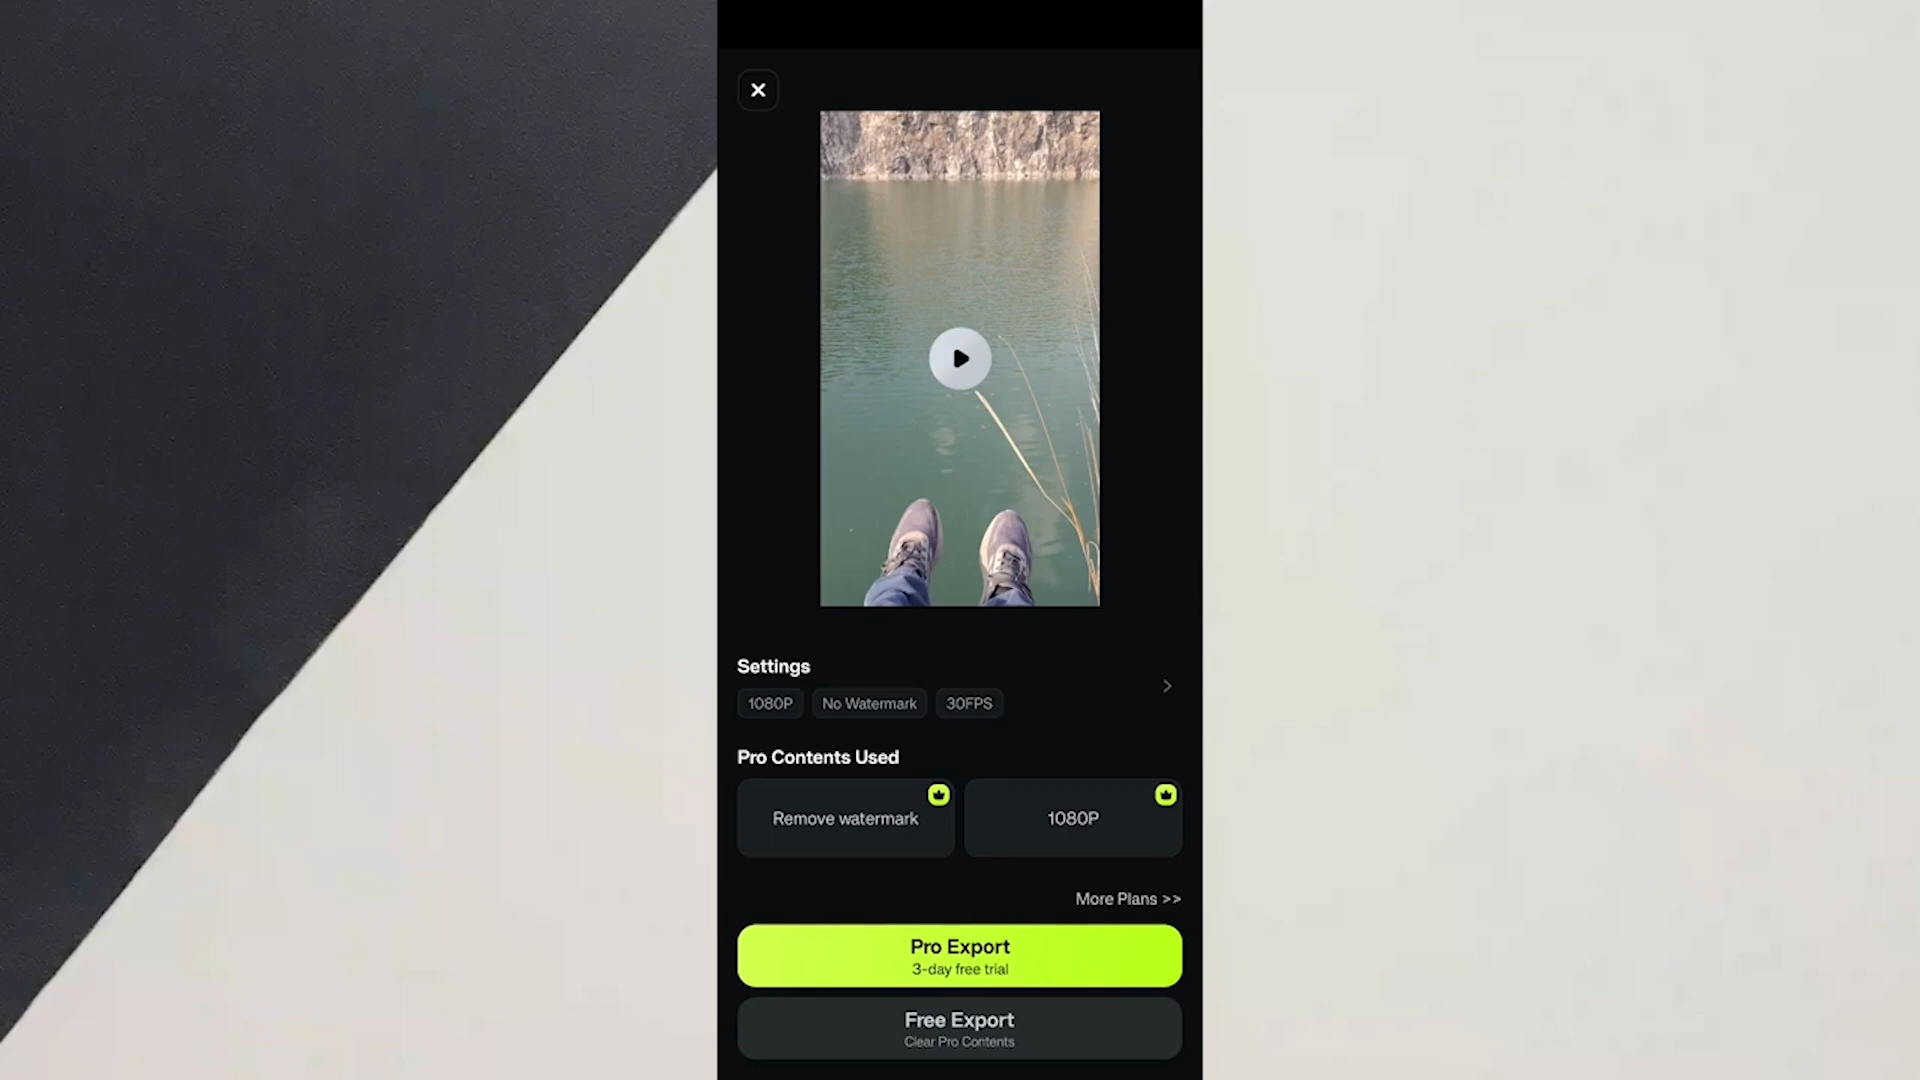 Settings
1080P No Watermark 30FPS
Pro Contents Used
Remove watermark 1080P
More Plans >>
Pro Export
3-day free trial
Free Export
Clear Pro Contents